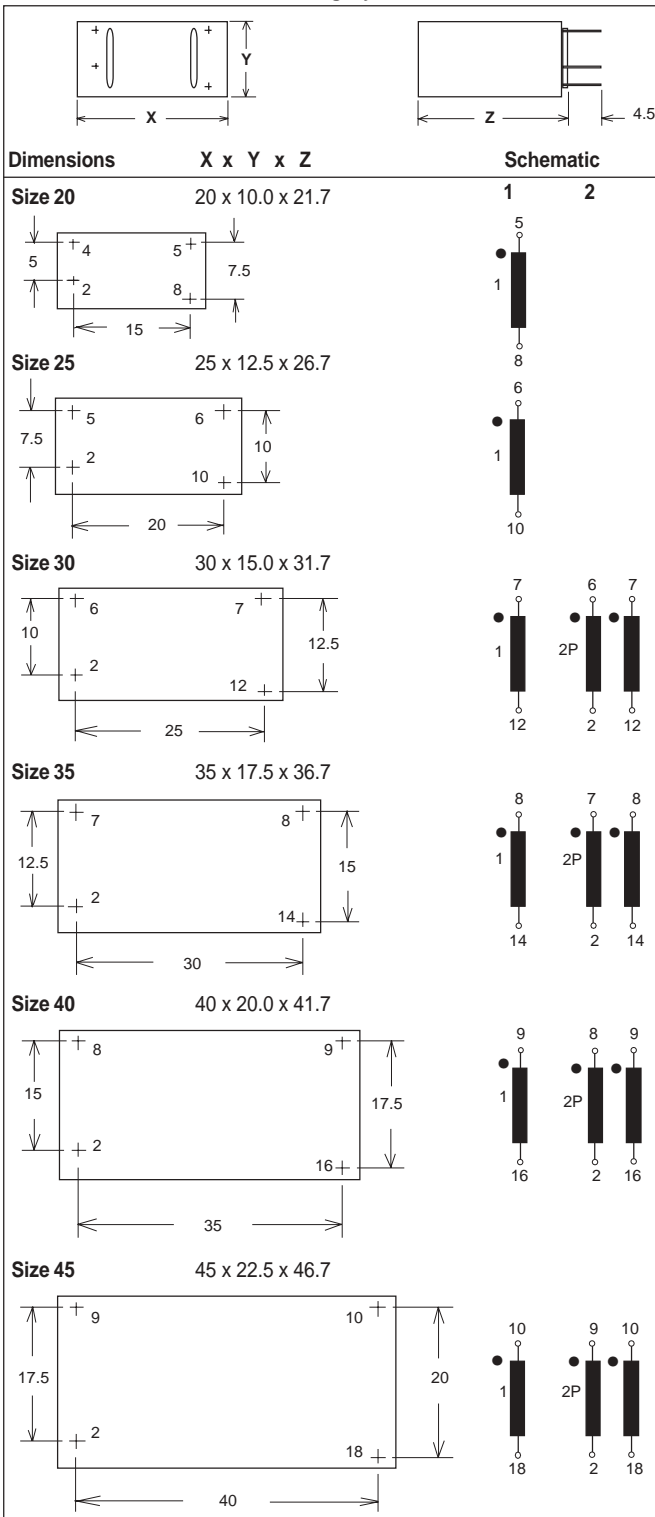 Y
X
Z
4.5
Dimensions X x Y x Z Schematic
Size 20 20 x 10.0 x 21.7 1 2
4 5 5
5 7.5
2 8 1
15
8
Size 25 25 x 12.5 x 26.7
6
5 6
7.5 10
2 1
10
20
10
Size 30 30 x 15.0 x 31.7
6 7 7 6 7
10 12.5
2 1 2P
12
25 12 2 12
Size 35 35 x 17.5 x 36.7
7 8 8 7 8
12.5 15
2 1 2P
14
30 14 2 14
Size 40 40 x 20.0 x 41.7
8 9 9 8 9
15 17.5
2 1 2P
16 16 2 16
35
Size 45 45 x 22.5 x 46.7
9 10 10 9 10
17.5 20
2 1 2P
18 18 2 18
40